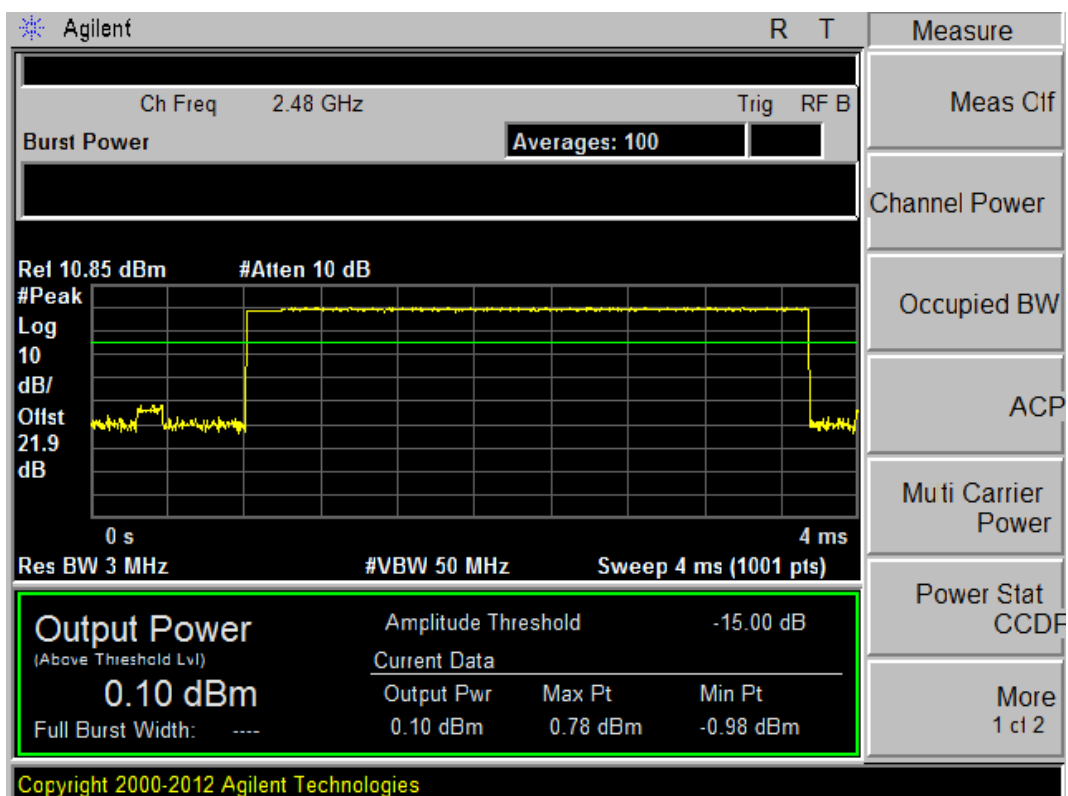 Agilent R T
Measure
Ch Freq 2.48 GHz Trig RF B
Burst Power Averages: 100
Ref 10.85 dBm #Atten 10 dB
#Peak
Log
10
dB/
Offst
21.9
dB
0 s 4 ms
Res BW 3 MHz #VBW 50 MHz Sweep 4 ms (1001 pts)
Output Power
(Above Threshold Lvl)
0.10 dBm
Full Burst Width: ----
Amplitude Threshold -15.00 dB
Current Data
Output Pwr Max Pt Min Pt
0.10 dBm 0.78 dBm -0.98 dBm
Meas Off
Channel Power
Occupied BW
ACP
Multi Carrier
Power
Power Stat
CCDF
More
1 of 2
Copyright 2000-2012 Agilent Technologies